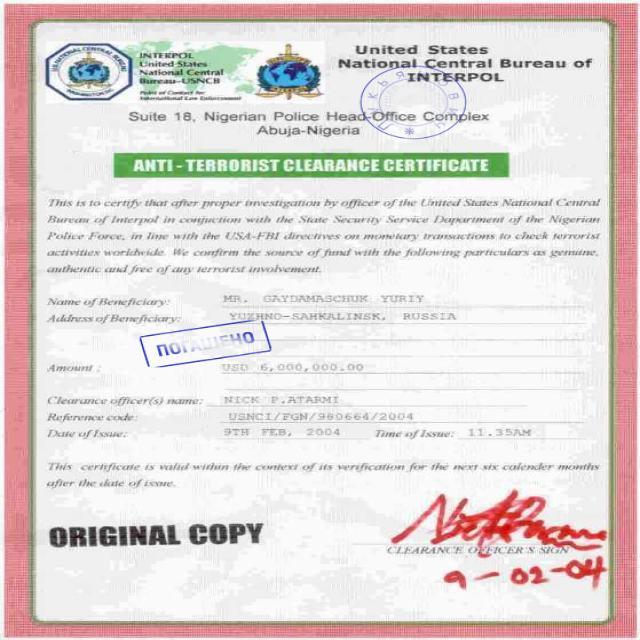 INTERPOL
United States
National Central
Bureau-USNCB
Point of Contact for
International Law Enforcement
United States
National Central Bureau of
INTERPOL
Suite 18, Nigerian Police Head-Office Complex
Abuja-Nigeria
ANTI - TERRORIST CLEARANCE CERTIFICATE
This is to certify that after proper investigation by officer of the United States National Central
Bureau of Interpol in conjuction with the State Security Service Dapartment of the Nigerian
Police Force, in line with the USA-FBI directives on monetary transactions to check terrorist
activities worldwide. We confirm the source of fund with the following particulars as genuine,
authentic and free of any terrorist involvement.
Name of Beneficiary: MR. GAYDAMASCHUK YURIY
Address of Beneficiary: YUZHNO-SAHKALINSK, RUSSIA
ПОГАШЕНО
Amount : USD 6,000,000.00
Clearance officer(s) name: NICK P.ATARMI
Reference code: USNCI/FGN/980664/2004
Date of Issue: 9TH FEB, 2004 Time of Issue: 11.35AM
This certificate is valid within the context of its verification for the next six calender months
after the date of issue.
ORIGINAL COPY
CLEARANCE OFFICER'S SIGN
9-02-04